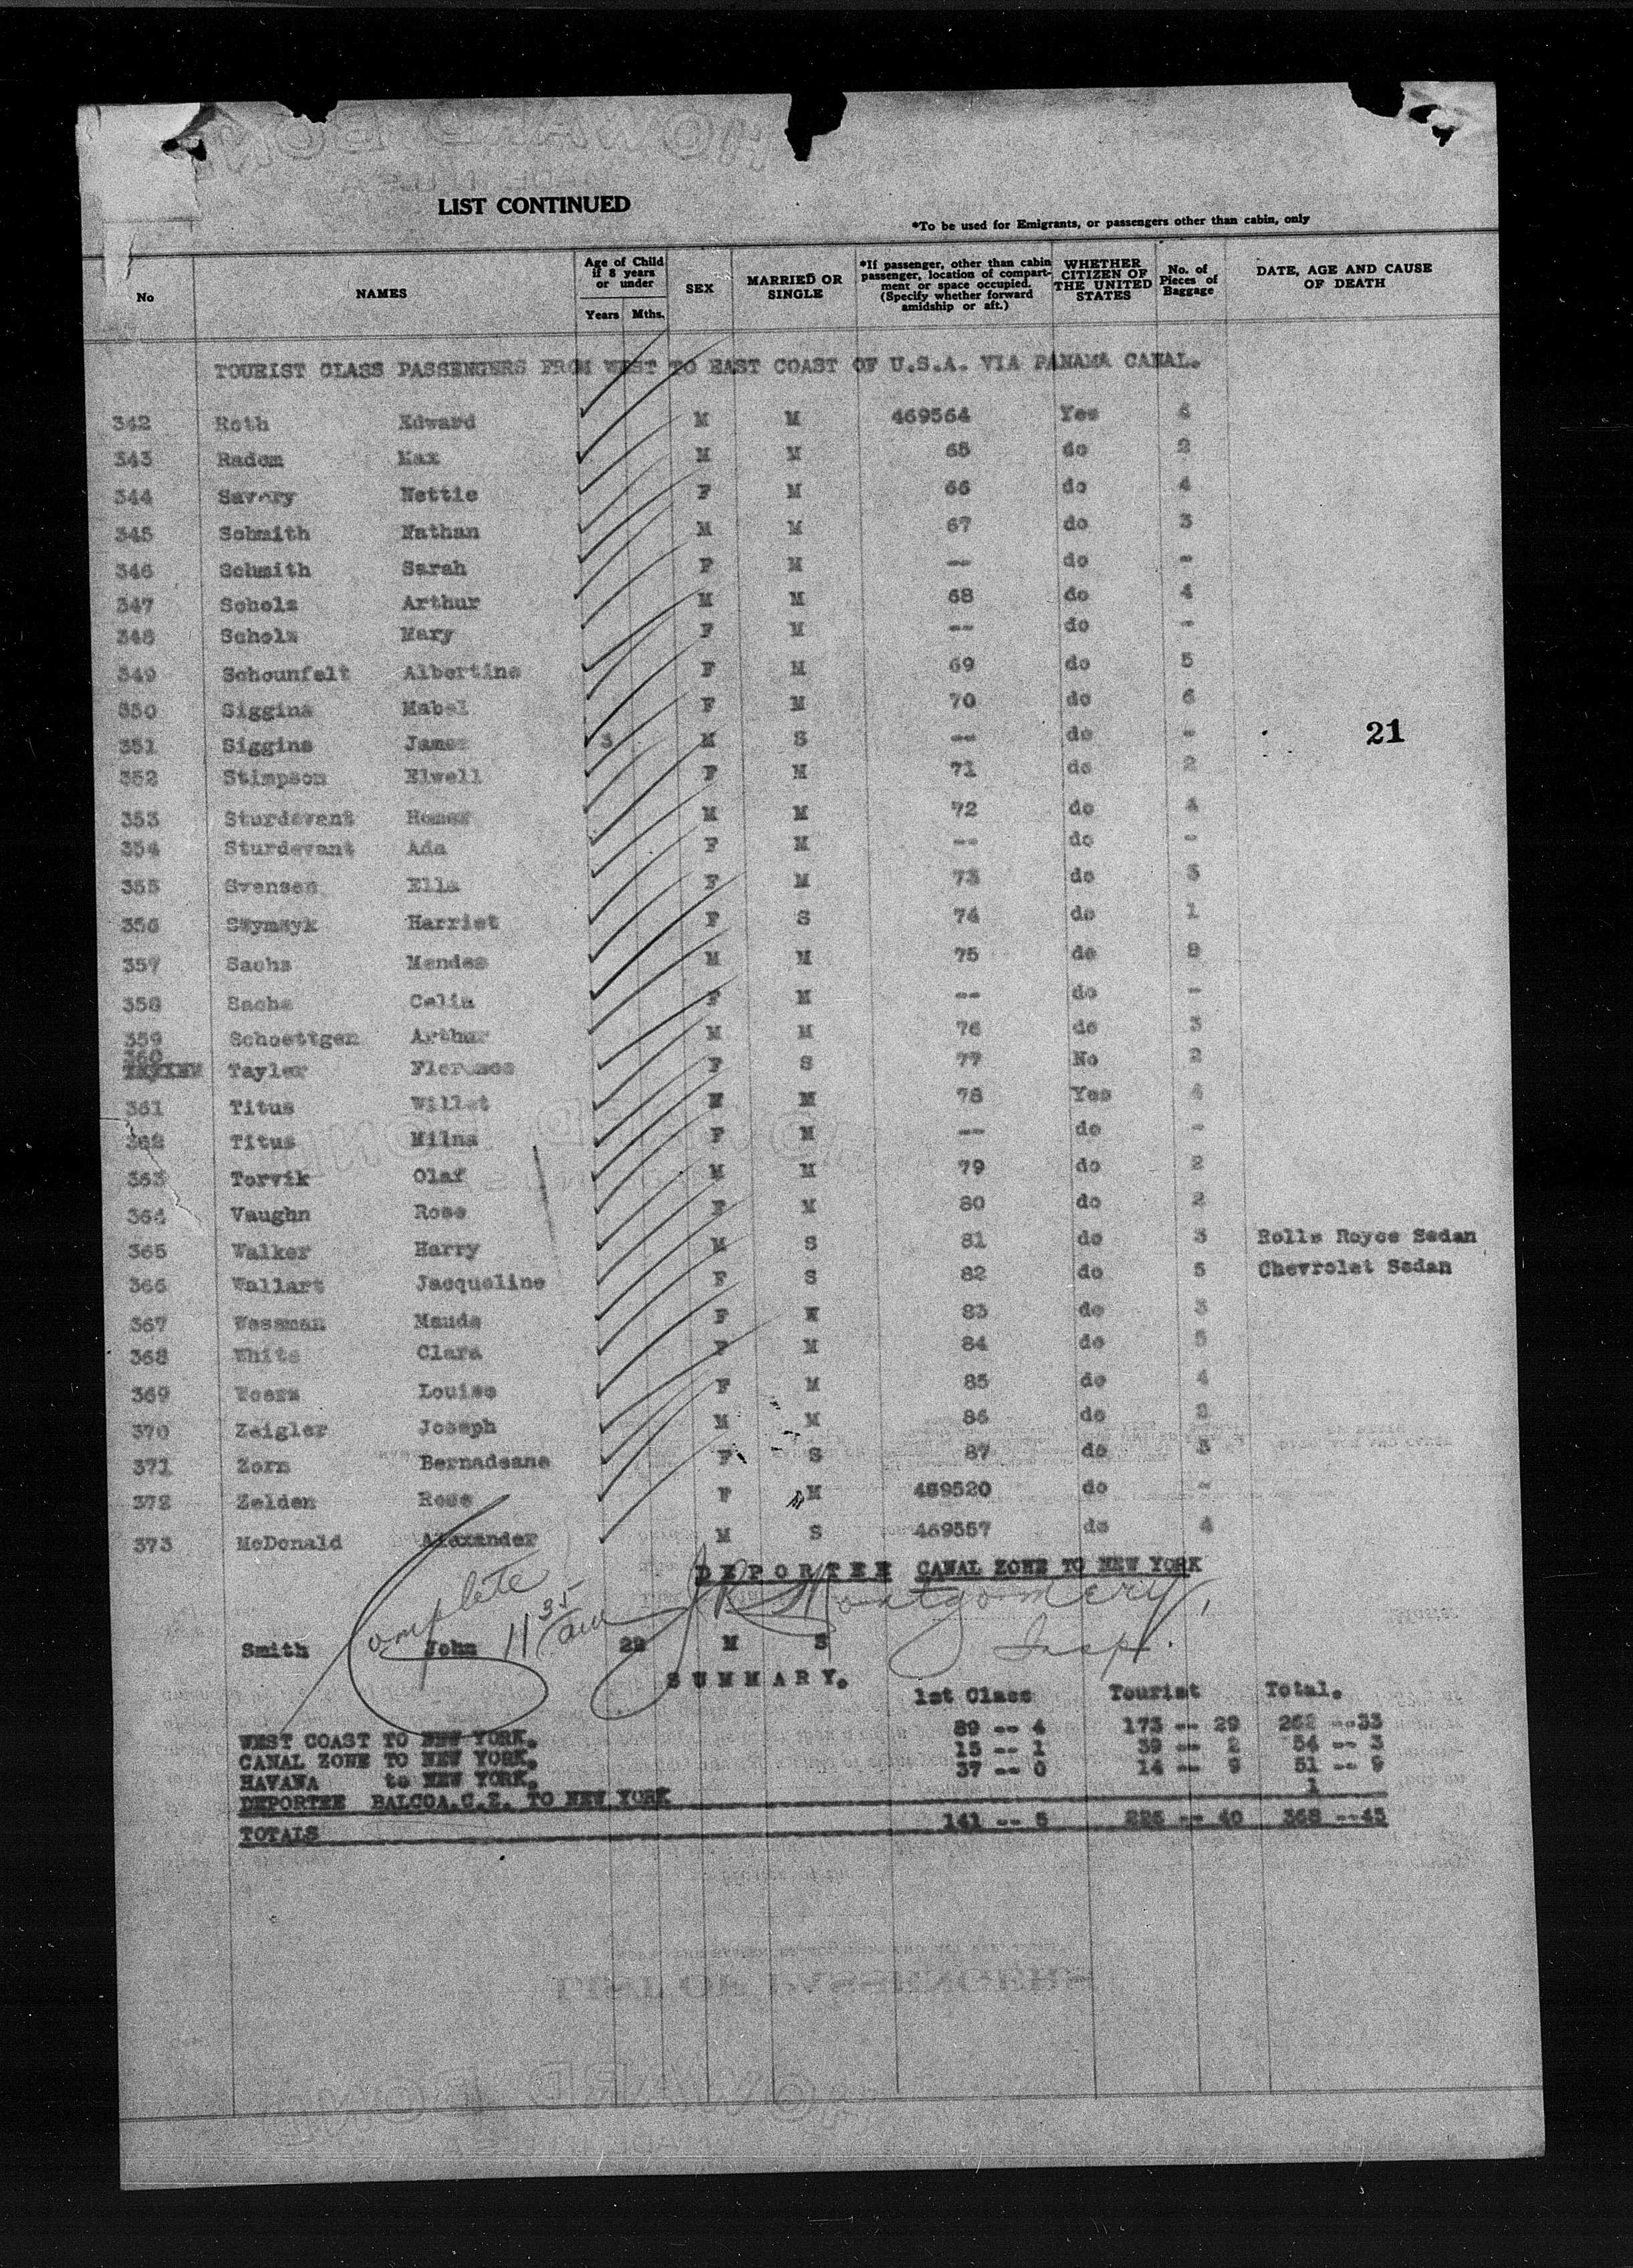 LIST CONTINUED
*To be used for Emigrants, or passengers other than cabin, only
No NAMES Age of Child if 8 years or under Years Mths. SEX MARRIED OR SINGLE *If passenger, other than cabin passenger, location of compartment or space occupied. (Specify whether forward amidship or aft.) WHETHER CITIZEN OF THE UNITED STATES No. of Pieces of Baggage DATE, AGE AND CAUSE OF DEATH
TOURIST CLASS PASSENGERS FROM WEST TO EAST COAST OF U.S.A. VIA PANAMA CANAL.
342 Roth Edward M M 469564 Yes 4
343 Radom Max M M 65 do 2
344 Savory Nettie F M 66 do 4
345 Schmith Nathan M M 67 do 3
346 Schmith Sarah F M -- do -
347 Scholz Arthur M M 68 do 4
348 Scholz Mary F M -- do -
349 Schounfelt Albertine F M 69 do 5
350 Siggins Mabel F M 70 do 6
351 Siggins James 3 M S -- do -
21
352 Stimpson Elwell F M 71 do 2
353 Sturdevant Homer M M 72 do 4
354 Sturdevant Ada F M -- do -
355 Svensen Ella F M 73 do
356 Harriet F S 74 do 1
357 Sachs Mendes M M 75 do
358 Sachs Celia F M -- do -
359 Schoettgen Arthur M M 76 do 3
360 Tayler Florence F S 77 No 2
361 Titus Willet M M 78 Yes 4
362 Titus Milna F M -- do -
363 Torvik Olaf M M 79 do 2
364 Vaughn Rose F M 80 do 2
365 Walker Harry M S 81 do 3 Rolls Royce Sedan
366 Wallart Jacqueline F S 82 do 5 Chevrolet Sedan
367 Wessman Maude F 83 do 3
368 White Clara F M 84 do 5
369 Louise F M 85 do 4
370 Zeigler Joseph M M 86 do
371 Zorn Bernadeane F S 87 do 3
372 Zelden Rose F M M 469520 do -
373 McDonald Alexander M S 469557 do 4
DEPORTEE CANAL ZONE TO NEW YORK
Complete 11 35 am J R Montgomery, Insp.
Smith John 22 M S
SUMMARY.
1st Class Tourist Total.
WEST COAST TO NEW YORK. 89 -- 4 173 -- 29 262 --33
CANAL ZONE TO NEW YORK. 15 -- 1 39 -- 2 54 -- 3
HAVANA to NEW YORK. 37 -- 0 14 -- 9 51 -- 9
DEPORTEE BALCOA.C.Z. TO NEW YORK 1
TOTALS 141 -- 5 226 -- 40 368 --45